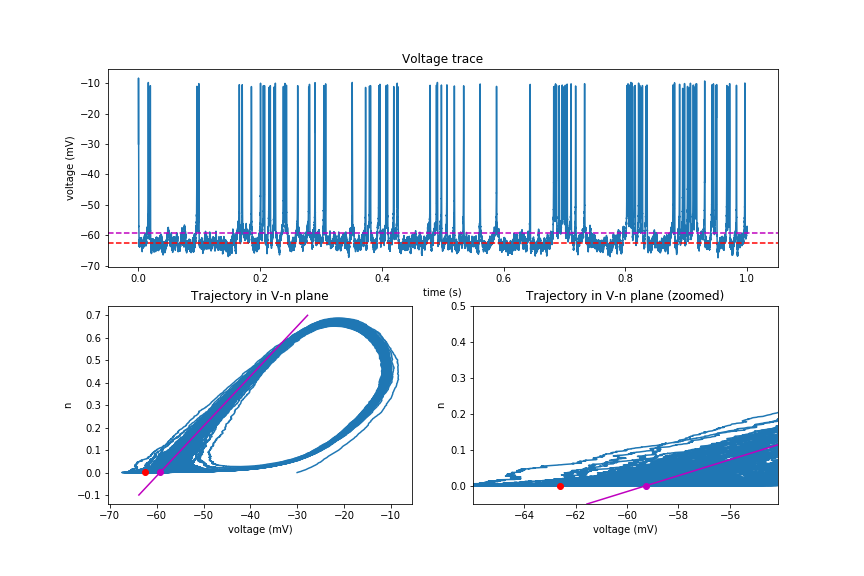 Voltage trace
voltage (mV)
−10
−20
−30
−40
−50
−60
−70
0.0 0.2 0.4 0.6 0.8 1.0
time (s)
Trajectory in V-n plane
n
0.7
0.6
0.5
0.4
0.3
0.2
0.1
0.0
−0.1
−70 −60 −50 −40 −30 −20 −10
voltage (mV)
Trajectory in V-n plane (zoomed)
n
0.5
0.4
0.3
0.2
0.1
0.0
−64 −62 −60 −58 −56
voltage (mV)